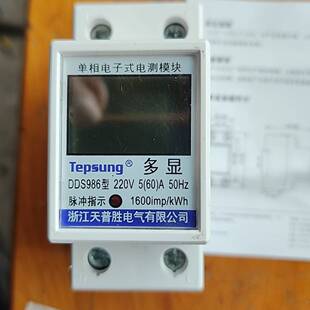 单相电子式电测模块
Tepsung® 多显
DDS986型 220V 5(60)A 50Hz
脉冲指示 1600imp/kWh
浙江天普胜电气有限公司